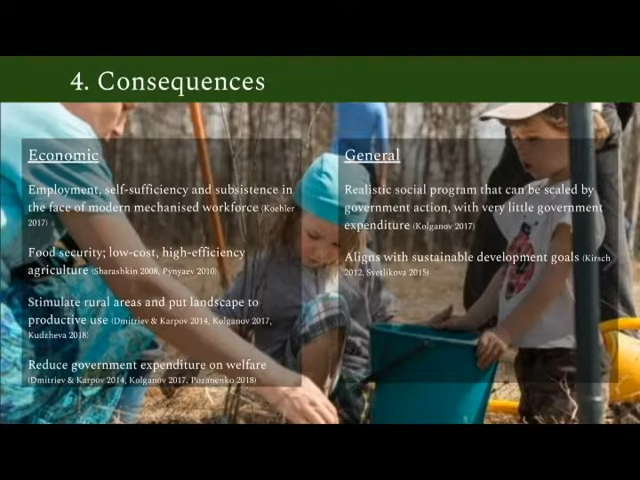 4. Consequences
Economic
Employment, self-sufficiency and subsistence in
the face of modern mechanised workforce (Koehler
2017)
Food security; low-cost, high-efficiency
agriculture (Sharashkin 2008, Pynyaev 2010)
Stimulate rural areas and put landscape to
productive use (Dmitriev & Karpov 2014, Kolganov 2017,
Kudzheva 2018)
Reduce government expenditure on welfare
(Dmitriev & Karpov 2014, Kolganov 2017, Pozanenko 2018)
General
Realistic social program that can be scaled by
government action, with very little government
expenditure (Kolganov 2017)
Aligns with sustainable development goals (Kirsch
2012, Svetlikova 2015)